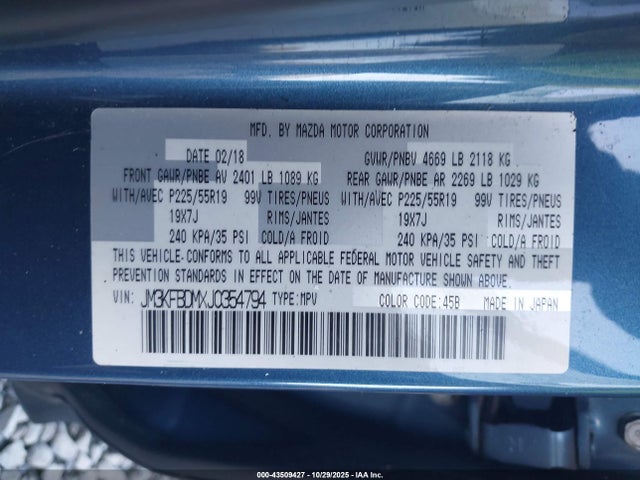 MFD. BY MAZDA MOTOR CORPORATION
DATE 02/18 GVWR/PNBV 4669 LB 2118 KG
FRONT GAWR/PNBE AV 2401 LB 1089 KG REAR GAWR/PNBE AR 2269 LB 1029 KG
WITH/AVEC P225/55R19 99V TIRES/PNEUS WITH/AVEC P225/55R19 99V TIRES/PNEUS
19X7J RIMS/JANTES 19X7J RIMS/JANTES
240 KPA/35 PSI COLD/A FROID 240 KPA/35 PSI COLD/A FROID
THIS VEHICLE CONFORMS TO ALL APPLICABLE FEDERAL MOTOR VEHICLE SAFETY AND THEFT
PREVENTION STANDARDS IN EFFECT ON THE DATE OF MANUFACTURE SHOWN ABOVE.
VIN: JM3KFBDMXJ0354794 TYPE:MPV COLOR CODE:45B MADE IN JAPAN
000-43509427 - 10/29/2025 - IAA Inc.